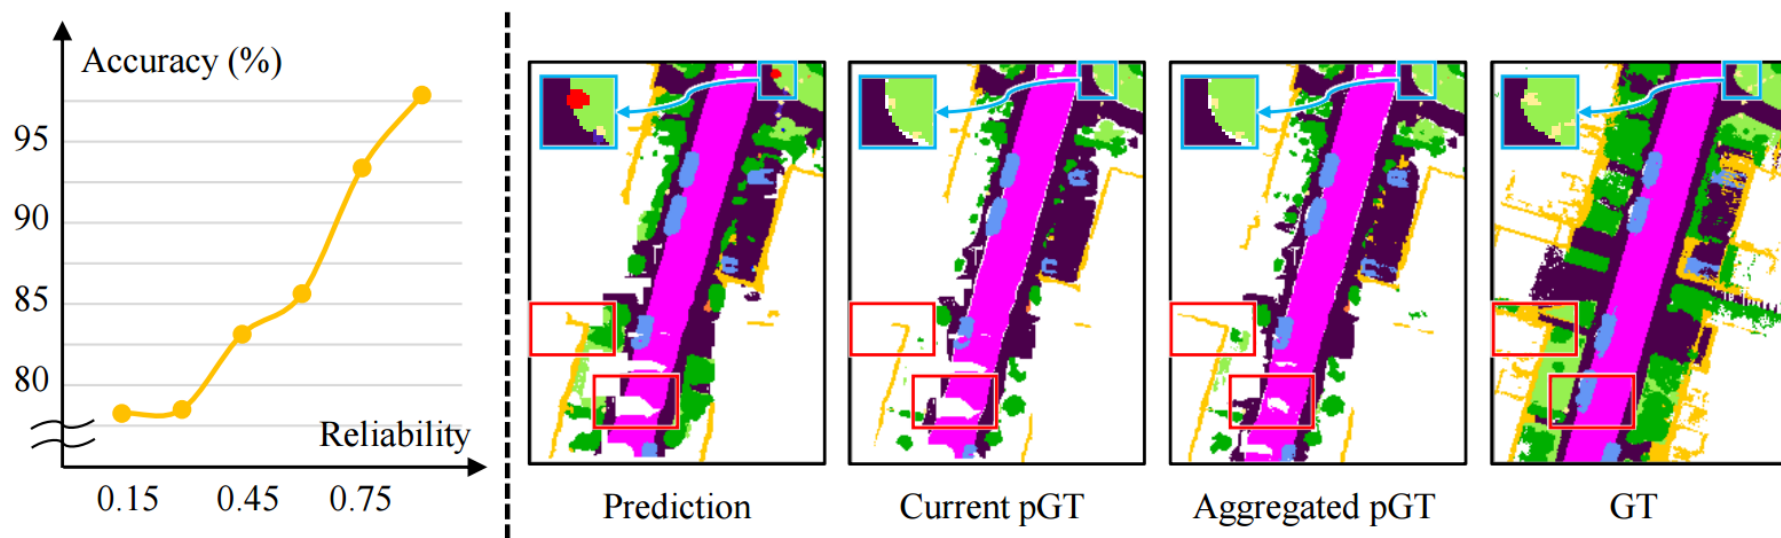 Accuracy (%)
95
90
85
80
Reliability
0.15 0.45 0.75
Prediction Current pGT Aggregated pGT GT